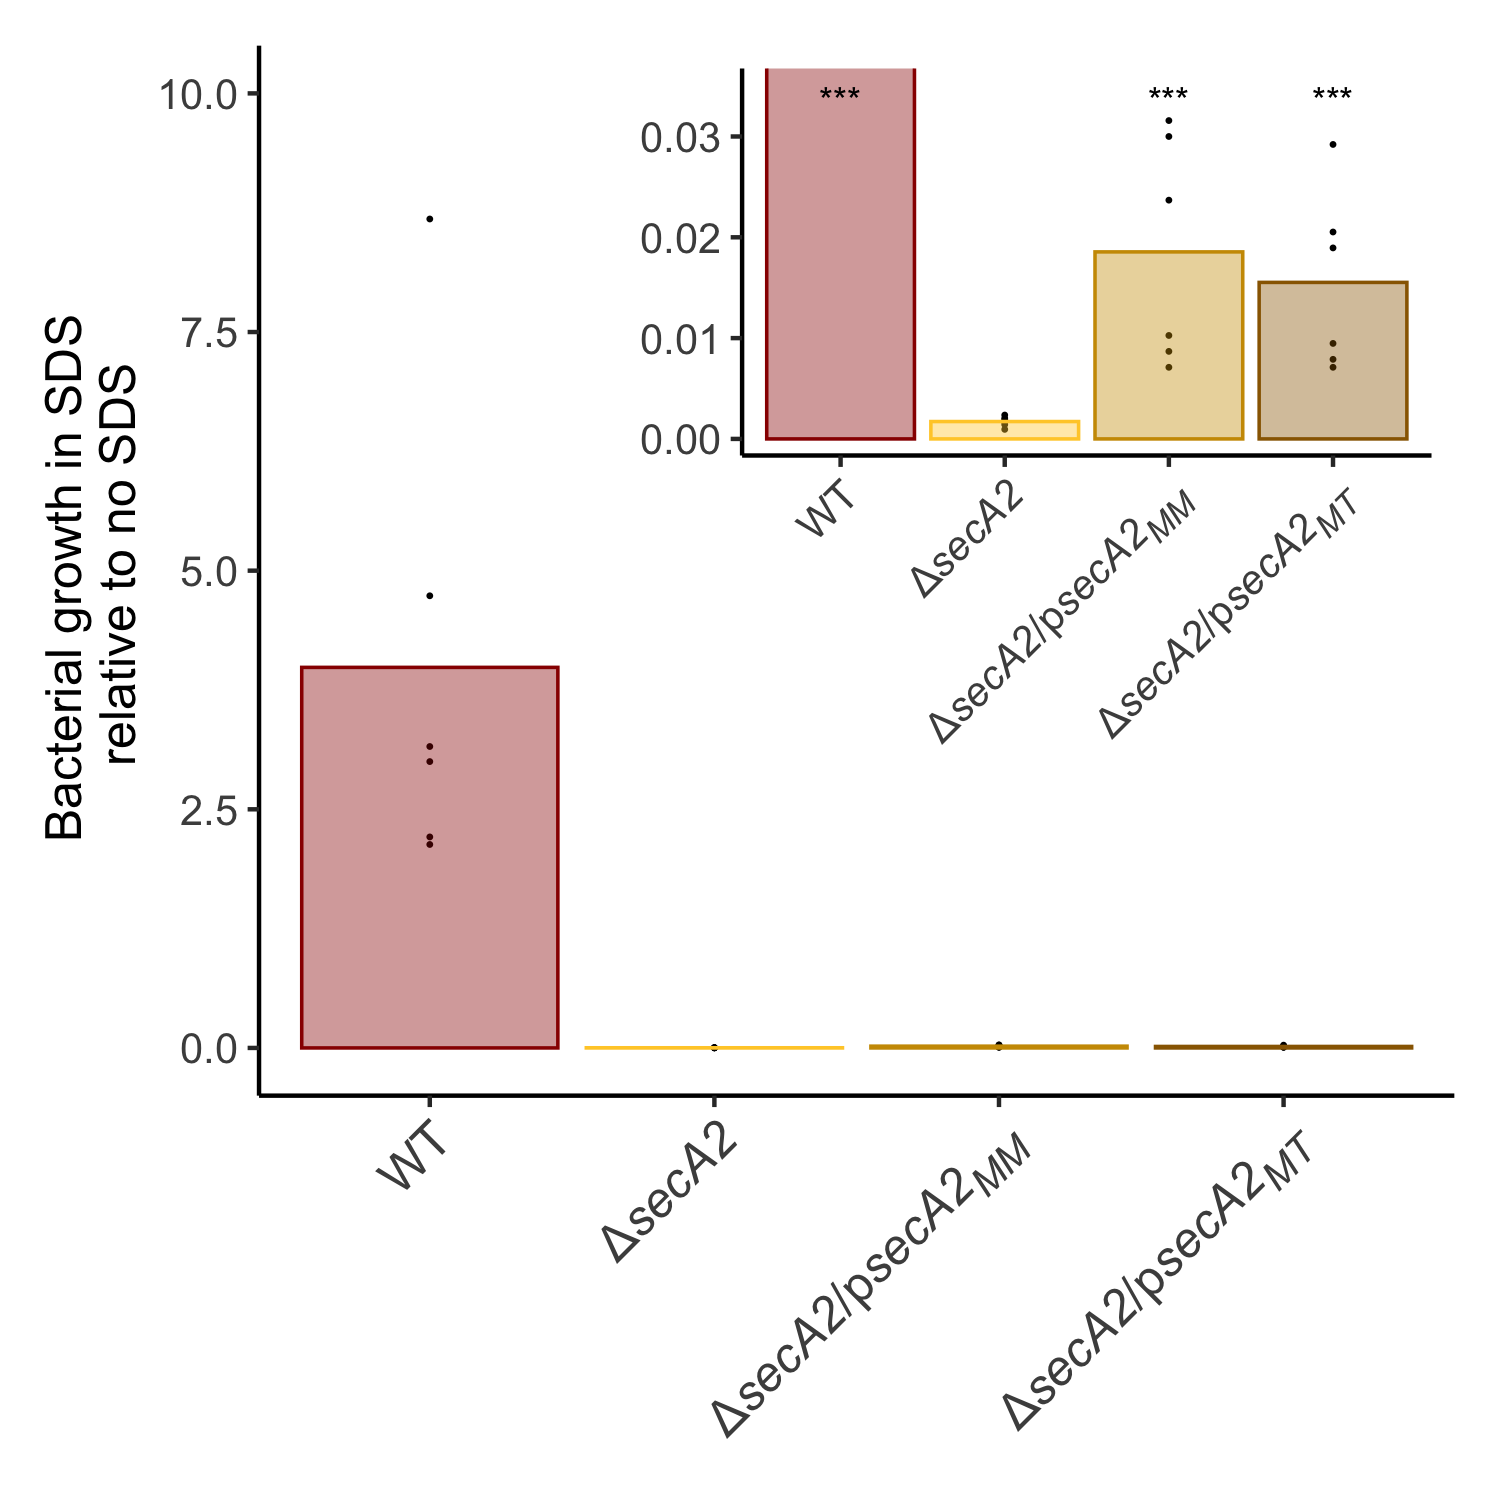 Bacterial growth in SDS
relative to no SDS
10.0
7.5
5.0
2.5
0.0
WT
ΔsecA2
ΔsecA2/psecA2MM
ΔsecA2/psecA2MT
0.03
0.02
0.01
0.00
***
***
***
WT
ΔsecA2
ΔsecA2/psecA2MM
ΔsecA2/psecA2MT